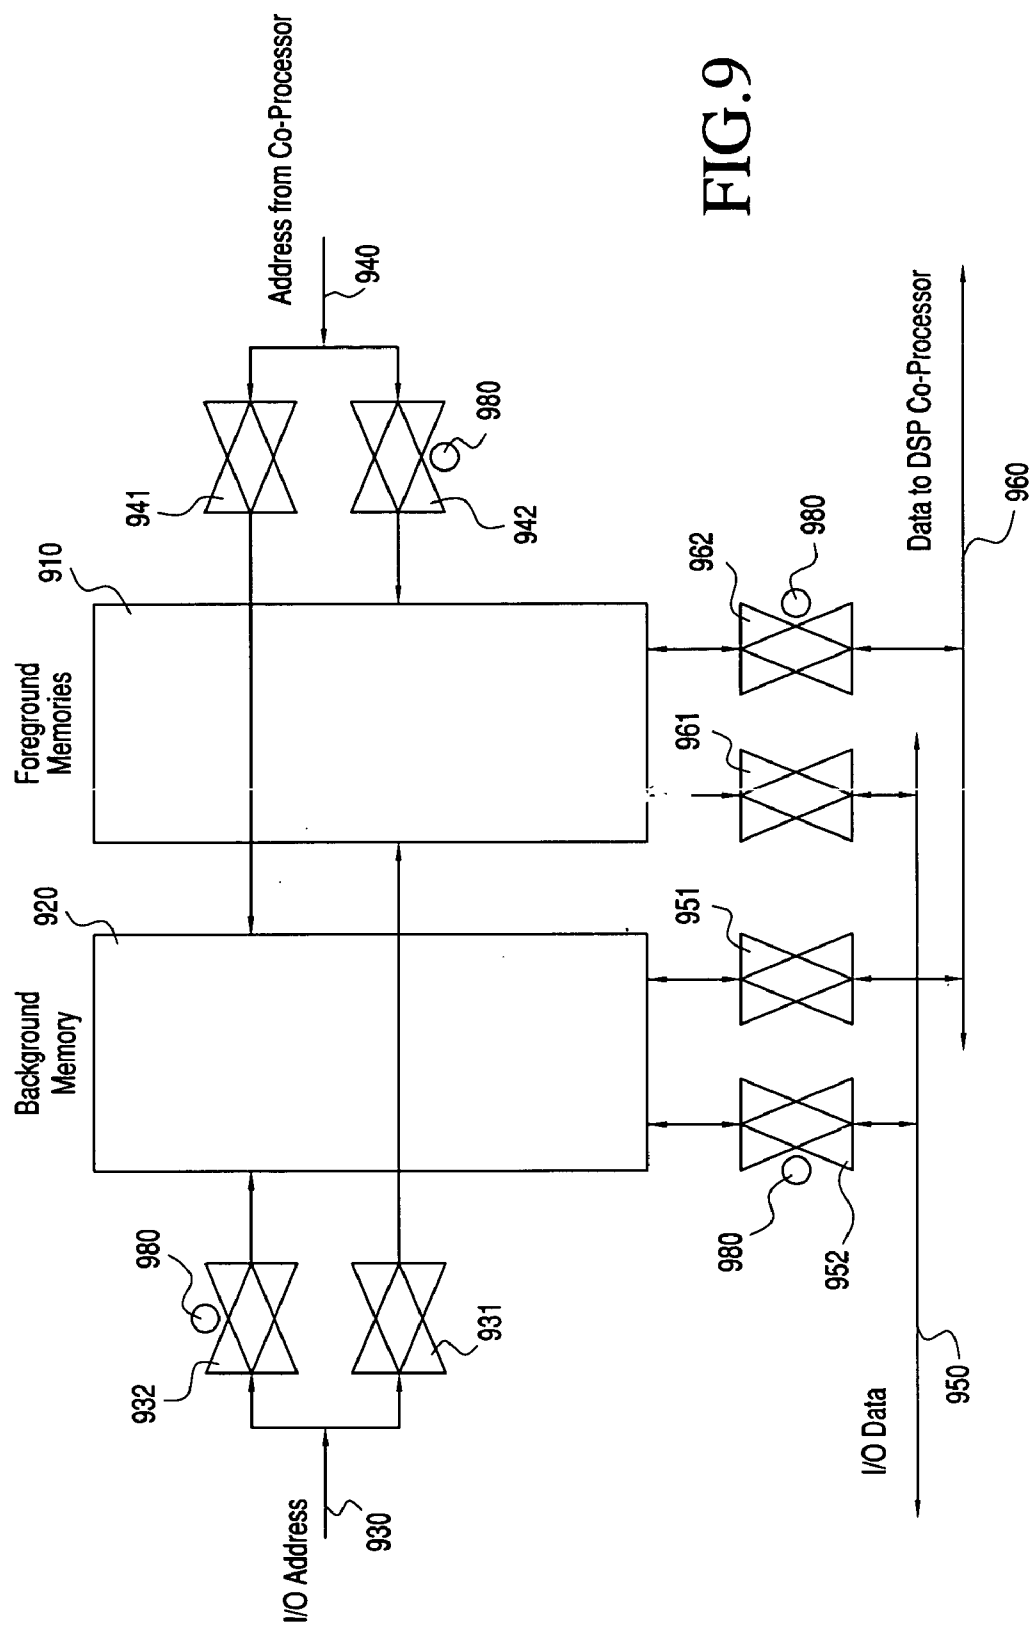 Address from Co-Processor
940
941
980
942
Foreground
Memories
910
Background
Memory
920
962
980
961
951
980
952
980
932
931
I/O Address
930
Data to DSP Co-Processor
960
I/O Data
950
FIG.9